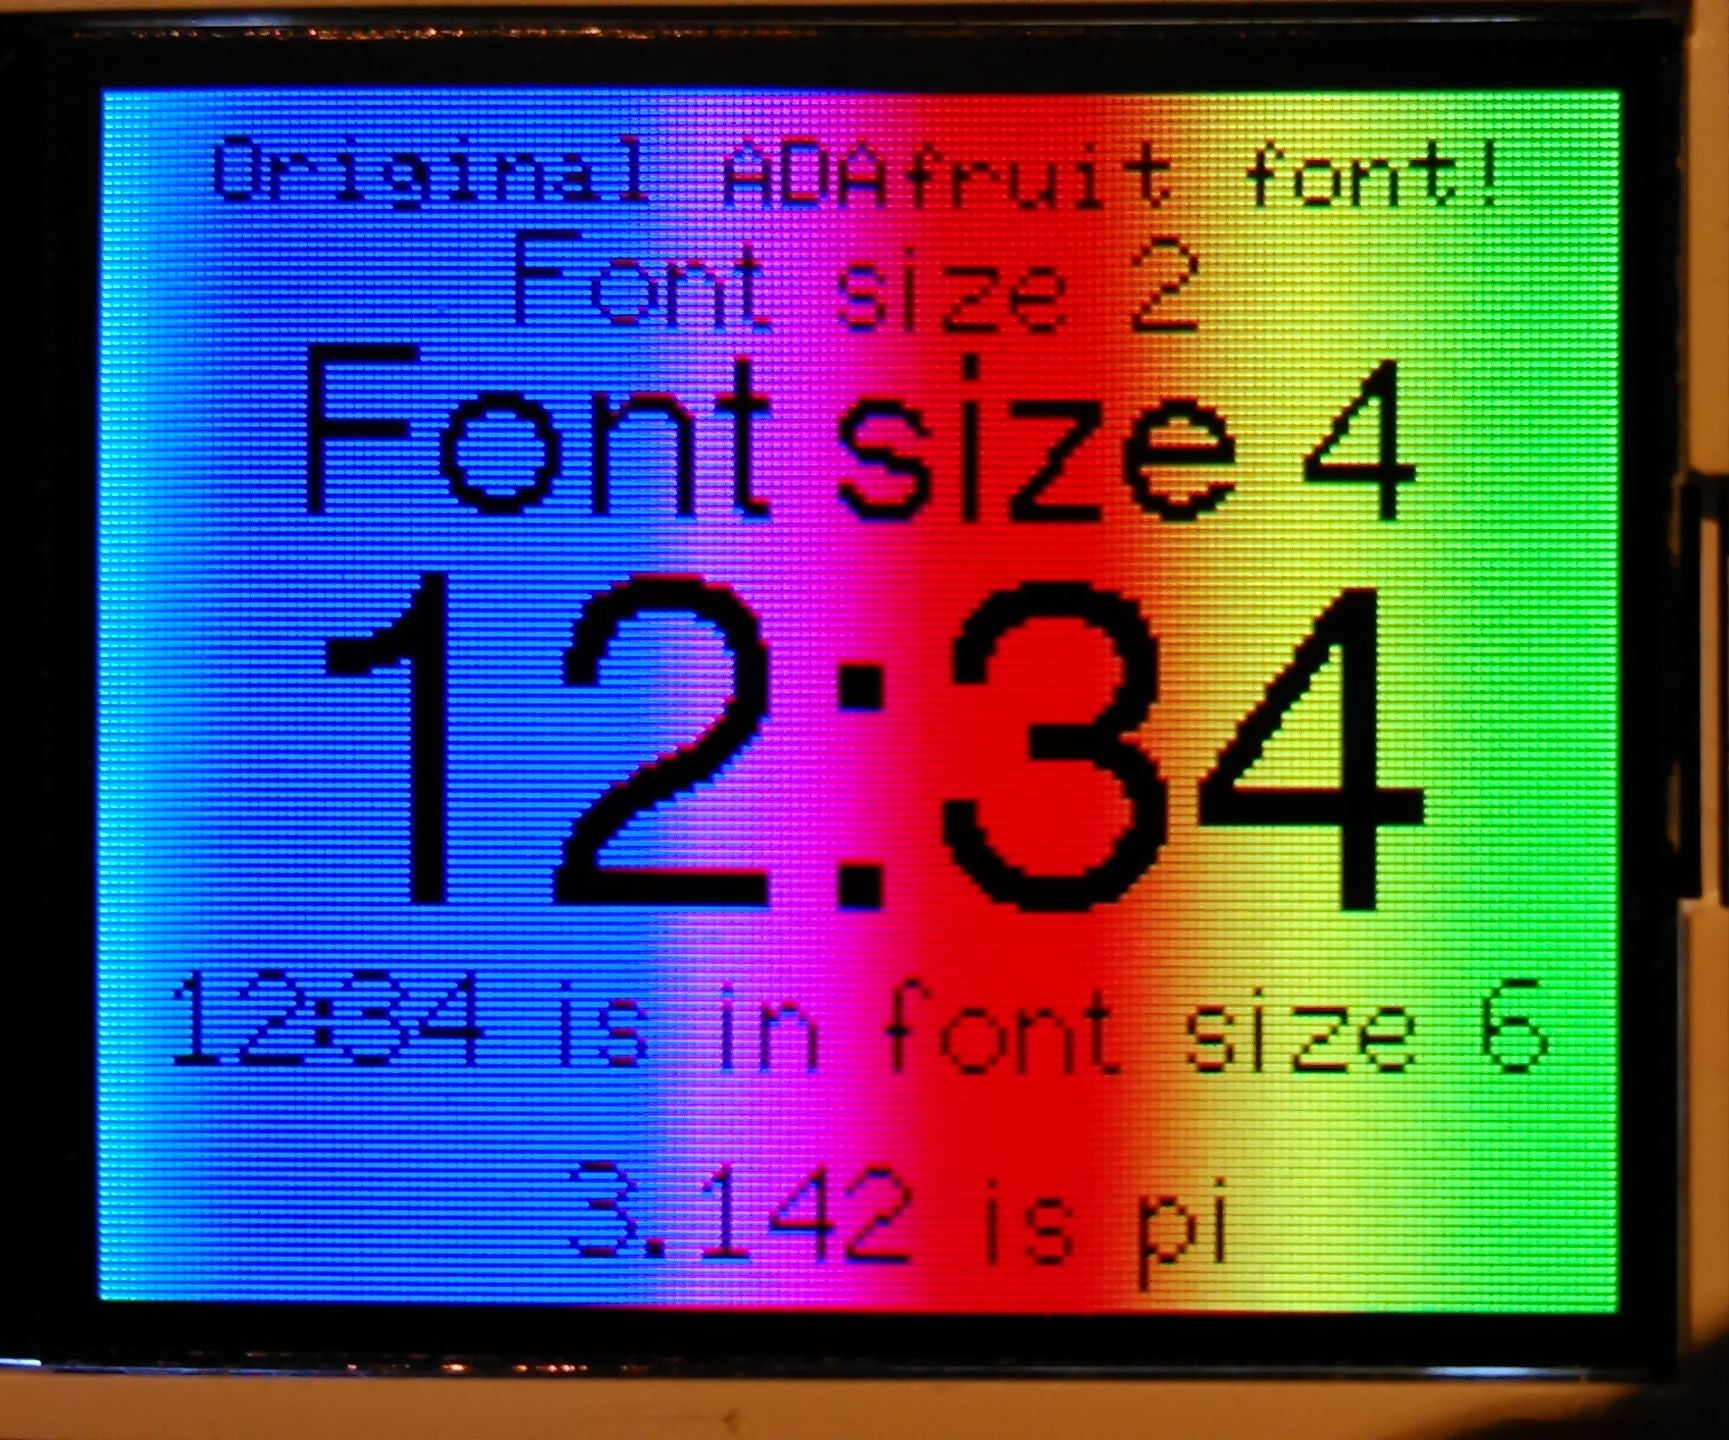 Original ADAfruit font!
Font size 2
Font size 4
12:34
12:34 is in font size 6
3.142 is pi